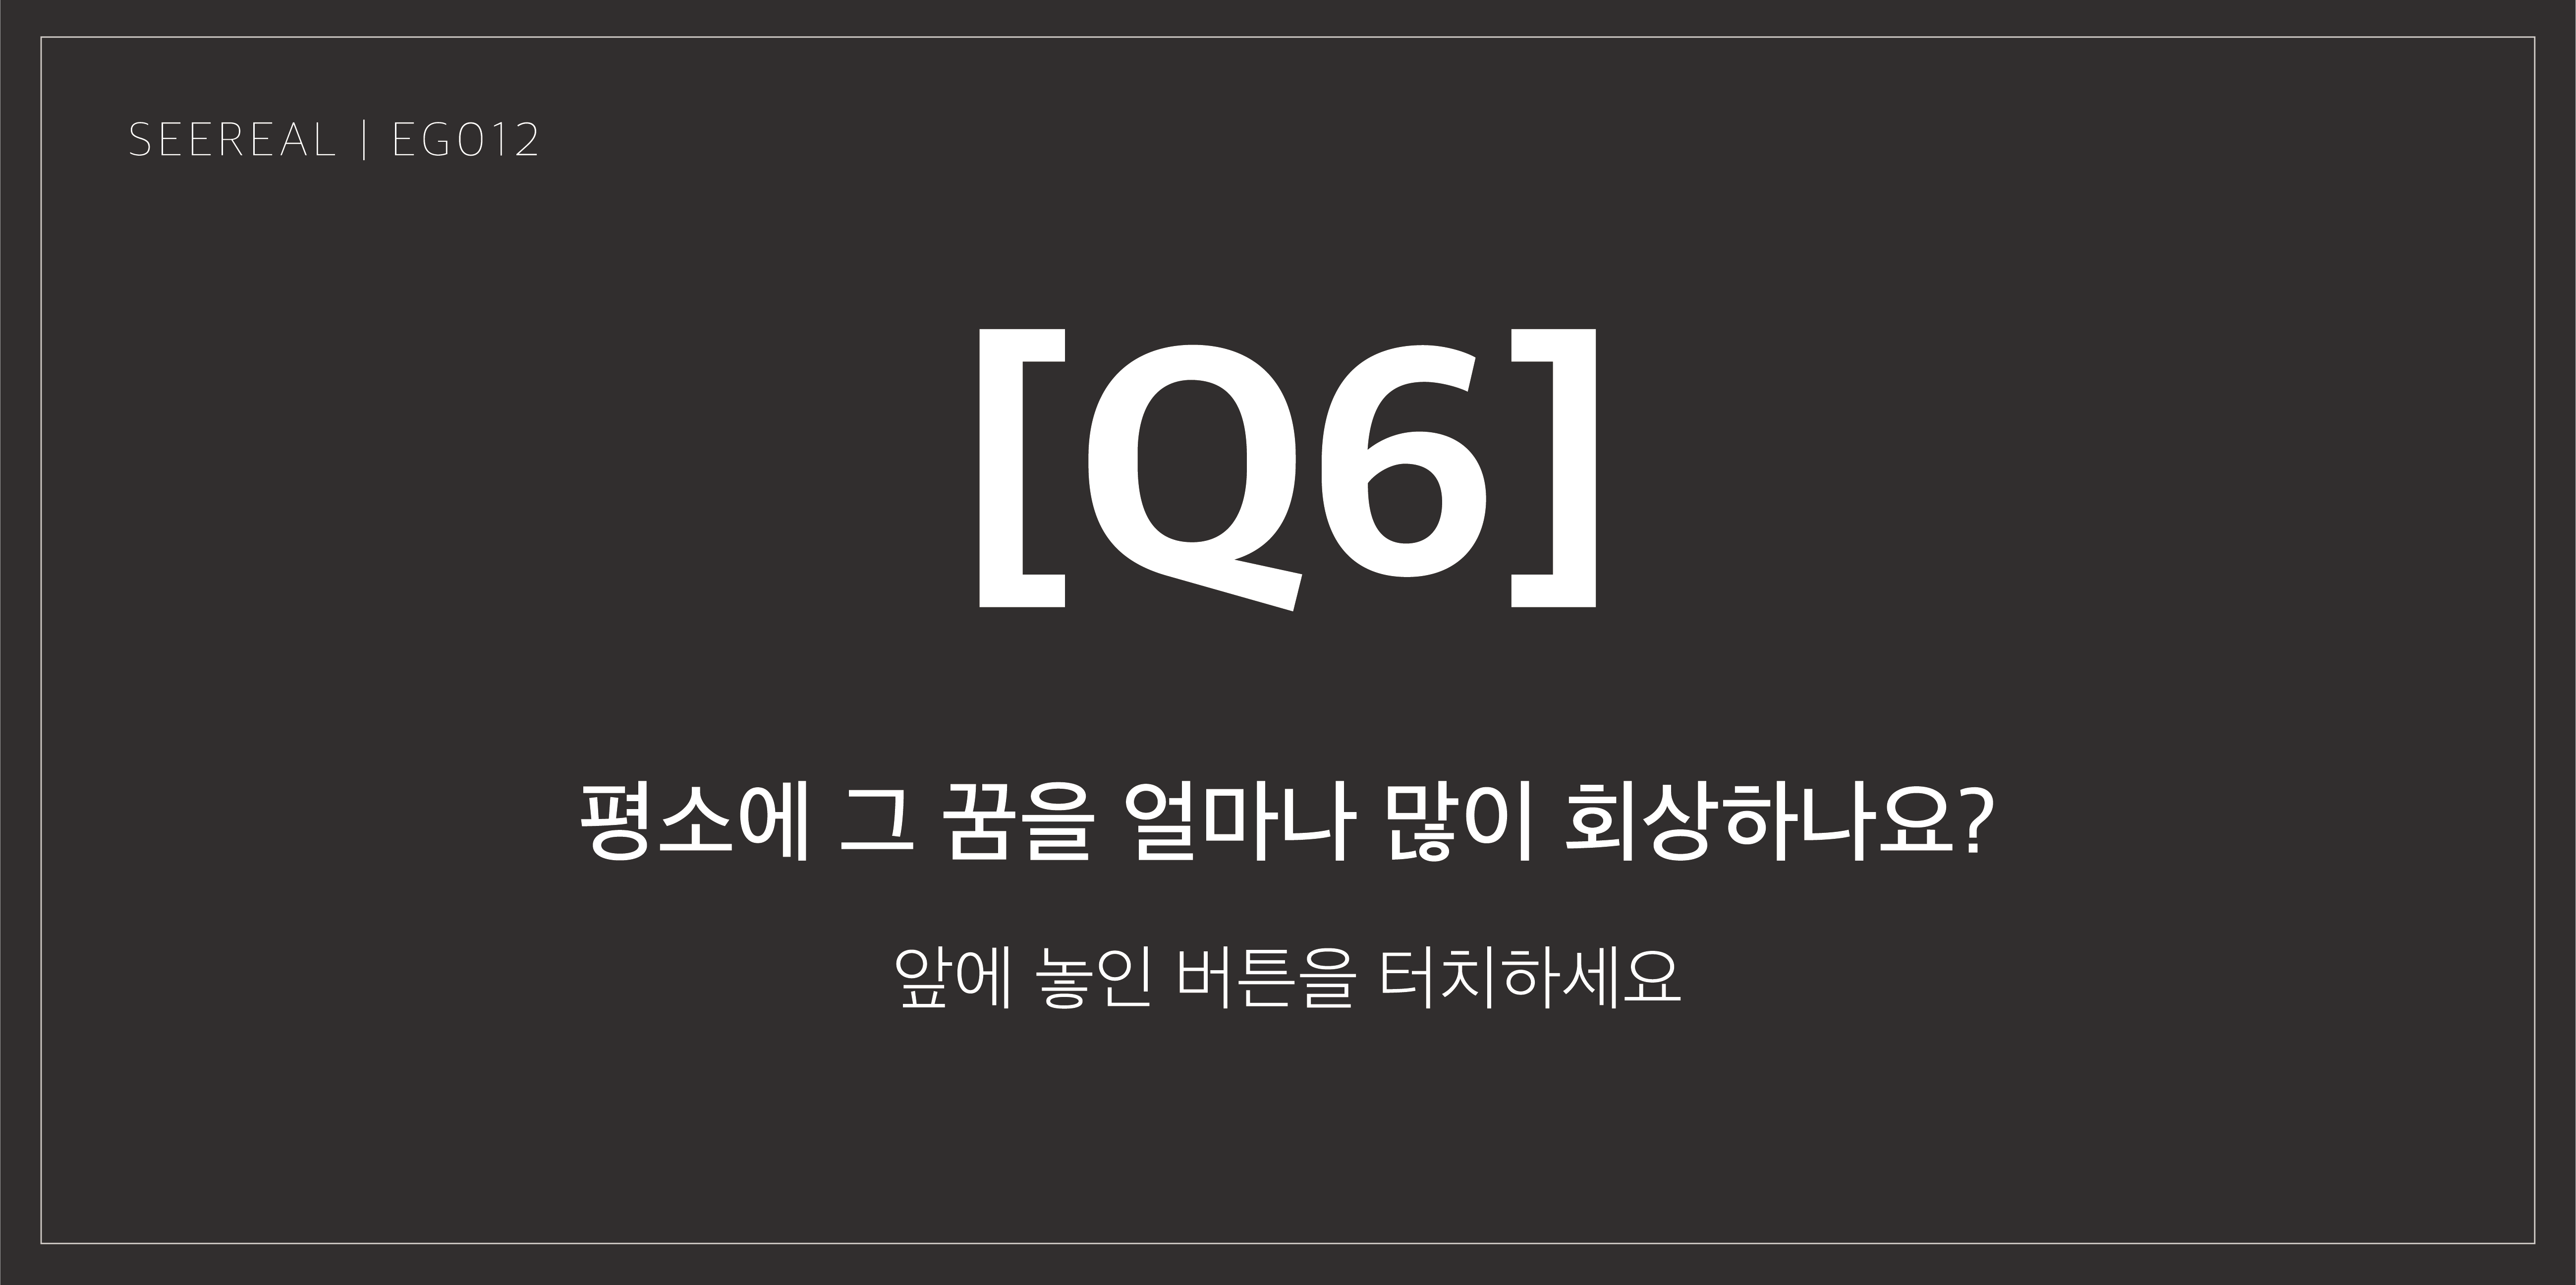 SEEREAL | EGO12
[Q6]
평소에 그 꿈을 얼마나 많이 회상하나요?
앞에 놓인 버튼을 터치하세요